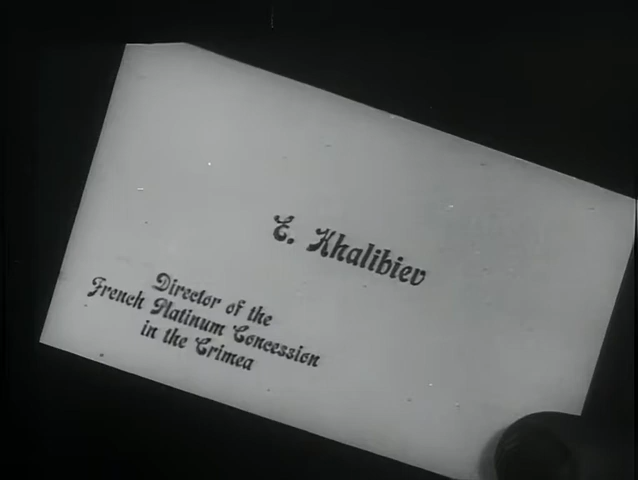 E. Khalibiev
Director of the
French Platinum Concession
in the Crimea